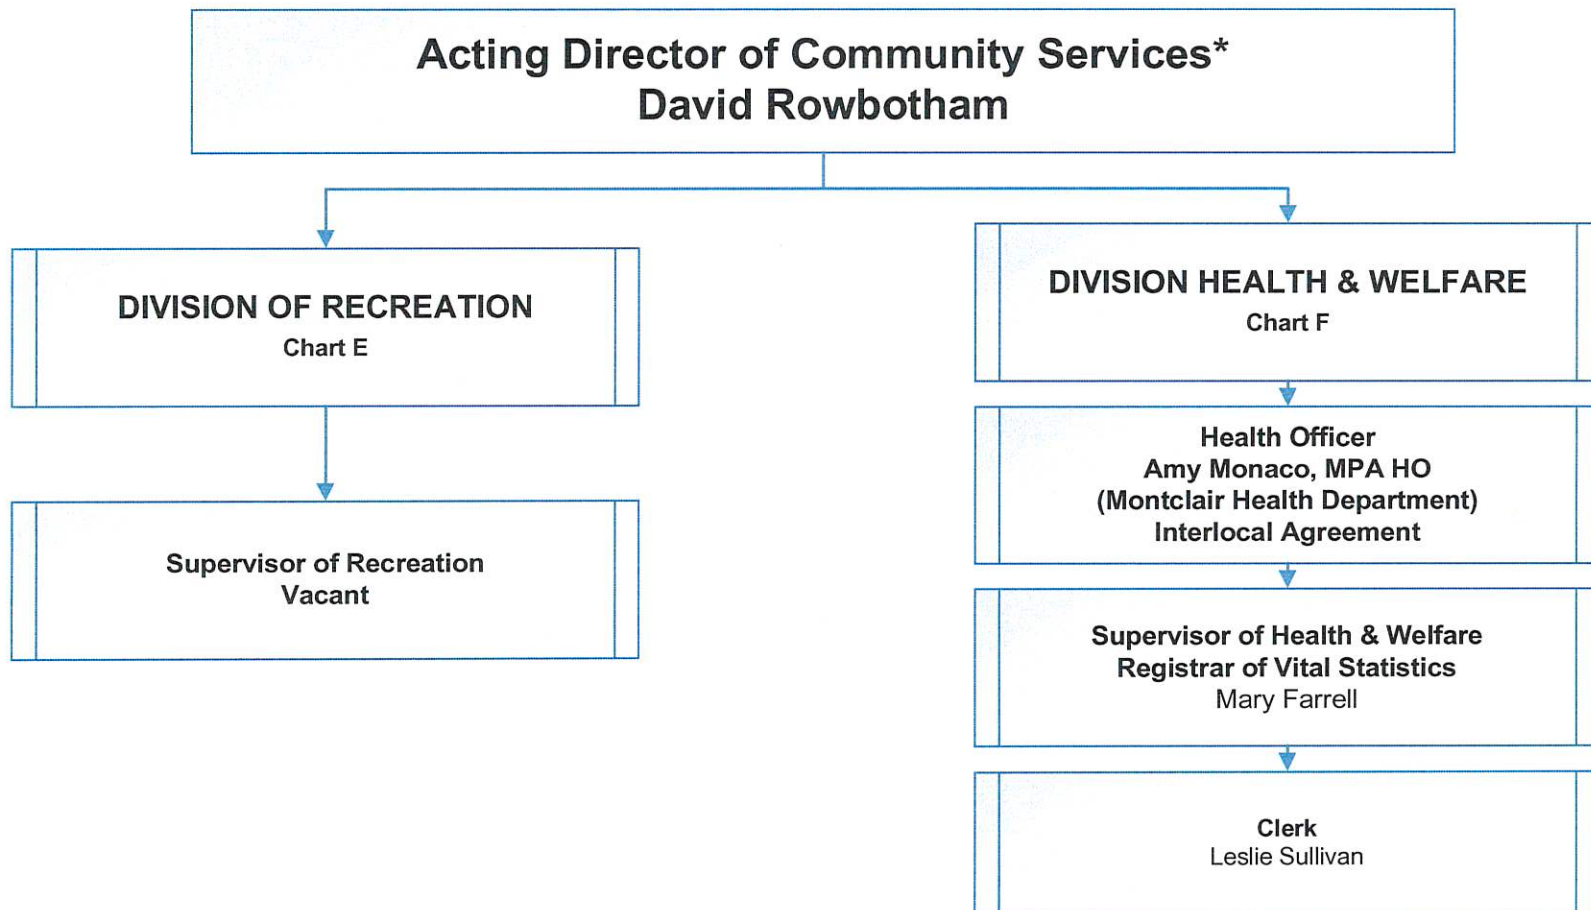 Acting Director of Community Services*
David Rowbotham
DIVISION OF RECREATION
Chart E
Supervisor of Recreation
Vacant
DIVISION HEALTH & WELFARE
Chart F
Health Officer
Amy Monaco, MPA HO
(Montclair Health Department)
Interlocal Agreement
Supervisor of Health & Welfare
Registrar of Vital Statistics
Mary Farrell
Clerk
Leslie Sullivan